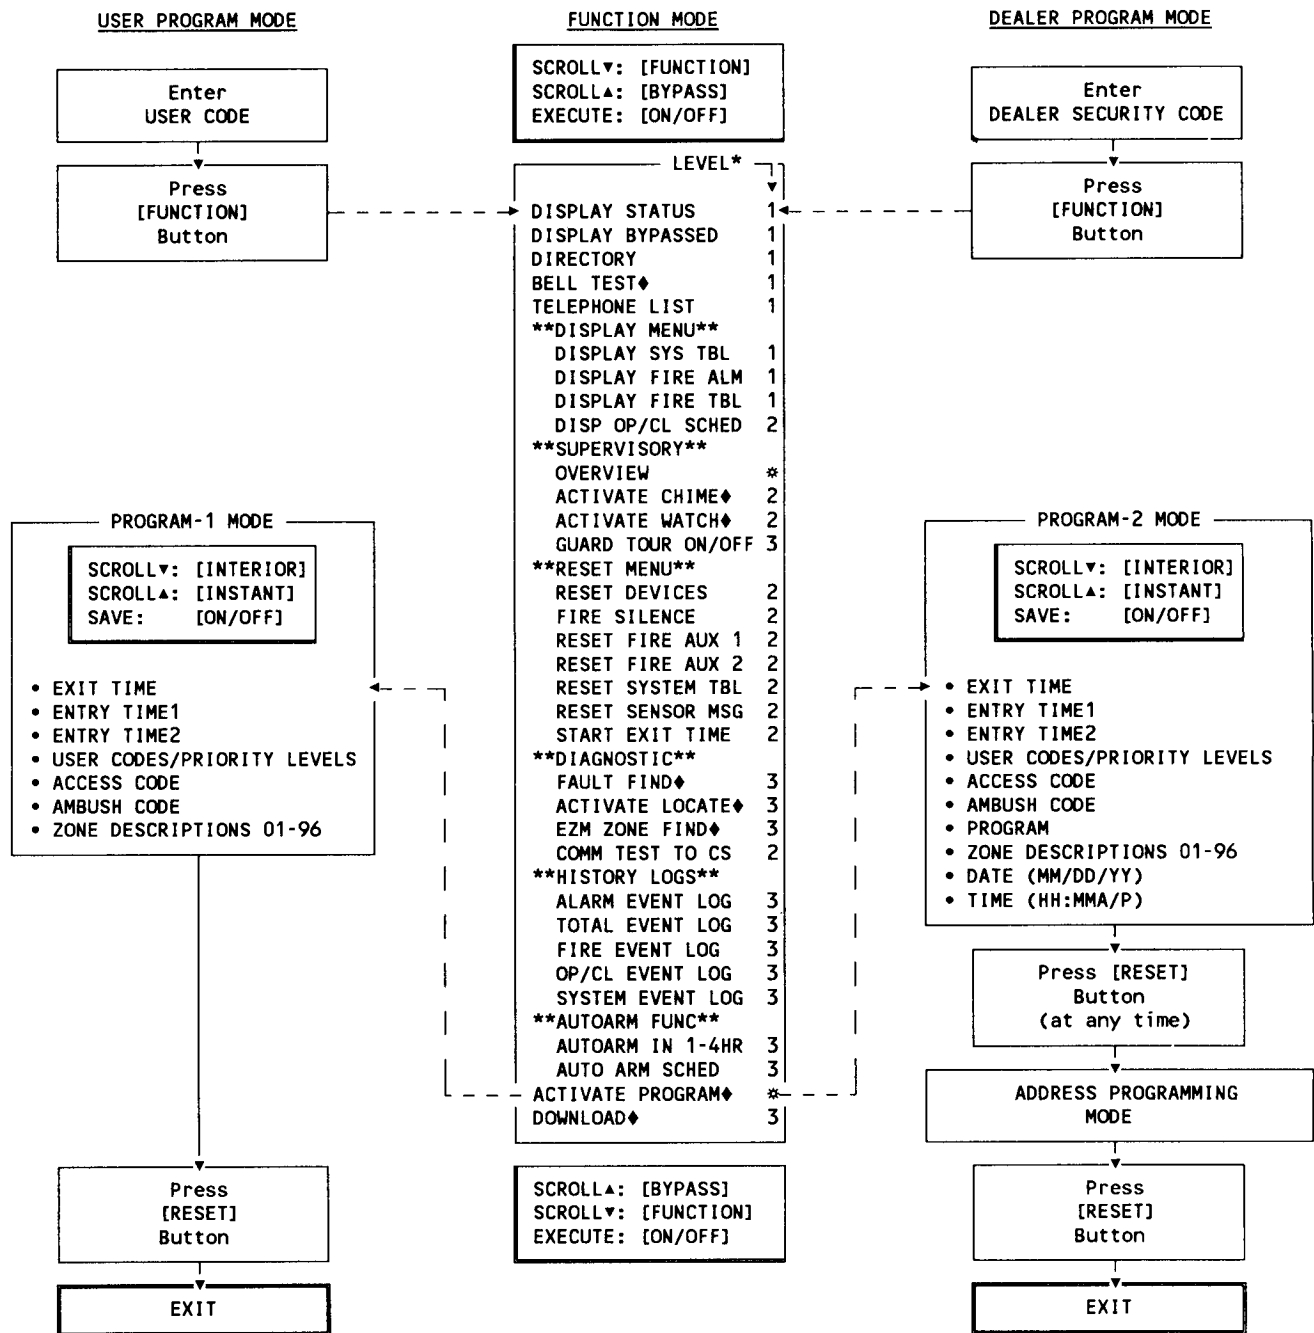 USER PROGRAM MODE
Enter
USER CODE
Press
[FUNCTION]
Button
PROGRAM-1 MODE
SCROLL▼: [INTERIOR]
SCROLL▲: [INSTANT]
SAVE: [ON/OFF]
• EXIT TIME
• ENTRY TIME1
• ENTRY TIME2
• USER CODES/PRIORITY LEVELS
• ACCESS CODE
• AMBUSH CODE
• ZONE DESCRIPTIONS 01-96
Press
[RESET]
Button
EXIT
FUNCTION MODE
SCROLL▼: [FUNCTION]
SCROLL▲: [BYPASS]
EXECUTE: [ON/OFF]
LEVEL*
DISPLAY STATUS 1
DISPLAY BYPASSED 1
DIRECTORY 1
BELL TEST♦ 1
TELEPHONE LIST 1
**DISPLAY MENU**
DISPLAY SYS TBL 1
DISPLAY FIRE ALM 1
DISPLAY FIRE TBL 1
DISP OP/CL SCHED 2
**SUPERVISORY**
OVERVIEW ☼
ACTIVATE CHIME♦ 2
ACTIVATE WATCH♦ 2
GUARD TOUR ON/OFF 3
**RESET MENU**
RESET DEVICES 2
FIRE SILENCE 2
RESET FIRE AUX 1 2
RESET FIRE AUX 2 2
RESET SYSTEM TBL 2
RESET SENSOR MSG 2
START EXIT TIME 2
**DIAGNOSTIC**
FAULT FIND♦ 3
ACTIVATE LOCATE♦ 3
EZM ZONE FIND♦ 3
COMM TEST TO CS 2
**HISTORY LOGS**
ALARM EVENT LOG 3
TOTAL EVENT LOG 3
FIRE EVENT LOG 3
OP/CL EVENT LOG 3
SYSTEM EVENT LOG 3
**AUTOARM FUNC**
AUTOARM IN 1-4HR 3
AUTO ARM SCHED 3
ACTIVATE PROGRAM♦ ☼
DOWNLOAD♦ 3
SCROLL▲: [BYPASS]
SCROLL▼: [FUNCTION]
EXECUTE: [ON/OFF]
DEALER PROGRAM MODE
Enter
DEALER SECURITY CODE
Press
[FUNCTION]
Button
PROGRAM-2 MODE
SCROLL▼: [INTERIOR]
SCROLL▲: [INSTANT]
SAVE: [ON/OFF]
• EXIT TIME
• ENTRY TIME1
• ENTRY TIME2
• USER CODES/PRIORITY LEVELS
• ACCESS CODE
• AMBUSH CODE
• PROGRAM
• ZONE DESCRIPTIONS 01-96
• DATE (MM/DD/YY)
• TIME (HH:MMA/P)
Press [RESET]
Button
(at any time)
ADDRESS PROGRAMMING
MODE
Press
[RESET]
Button
EXIT